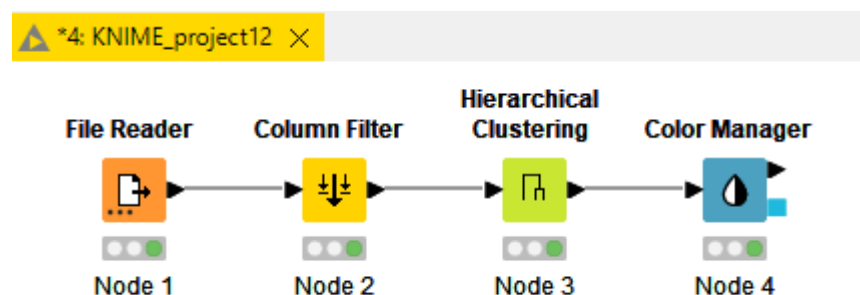 *4: KNIME_project12
File Reader
Column Filter
Hierarchical
Clustering
Color Manager
Node 1
Node 2
Node 3
Node 4